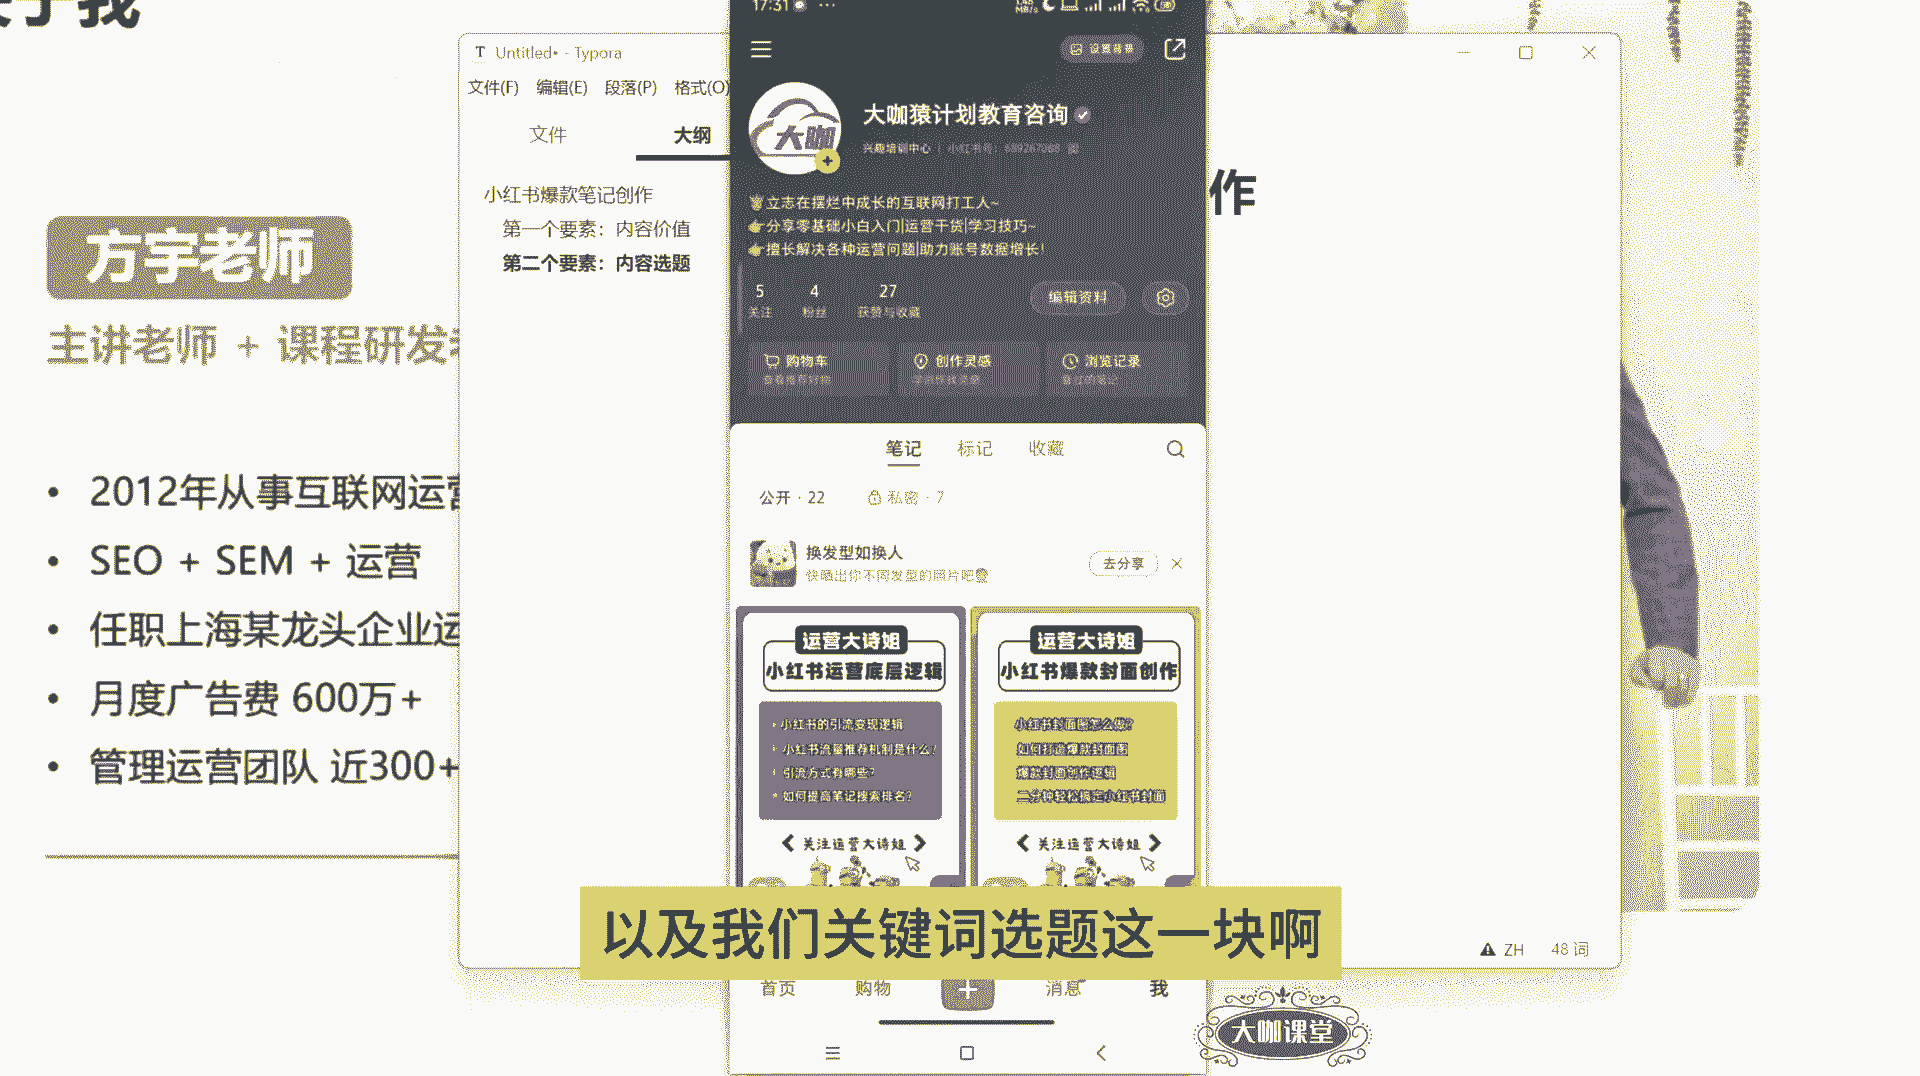 关于我
方宇老师
主讲老师 + 课程研发
• 2012年从事互联网运营
• SEO + SEM + 运营
• 任职上海某龙头企业运
• 月度广告费 600万+
• 管理运营团队 近300+
T Untitled• - Typora
文件(F) 编辑(E) 段落(P) 格式(O)
文件 大纲
小红书爆款笔记创作
第一个要素：内容价值
第二个要素：内容选题
作
ZH 48 词
17:31
设置背景
大咖
大咖猿计划教育咨询
兴趣培训中心 | 小红书号：689267088
立志在摆烂中成长的互联网打工人~
分享零基础小白入门|运营干货|学习技巧~
擅长解决各种运营问题|助力账号数据增长！
5 4 27
关注 粉丝 获赞与收藏
编辑资料
购物车 创作灵感 浏览记录
看过的笔记
笔记 标记 收藏
公开 · 22 私密 · 7
换发型如换人
快晒出你不同发型的照片吧
去分享
运营大诗姐
小红书运营底层逻辑
• 小红书的引流变现逻辑
• 小红书流量推荐机制是什么？
• 引流方式有哪些？
• 如何提高笔记搜索排名？
关注运营大诗姐
运营大诗姐
小红书爆款封面创作
小红书封面图怎么做？
如何打造爆款封面图
爆款封面创作逻辑
二分钟轻松搞定小红书封面
关注运营大诗姐
以及我们关键词选题这一块啊
首页 购物 + 消息 我
大咖课堂